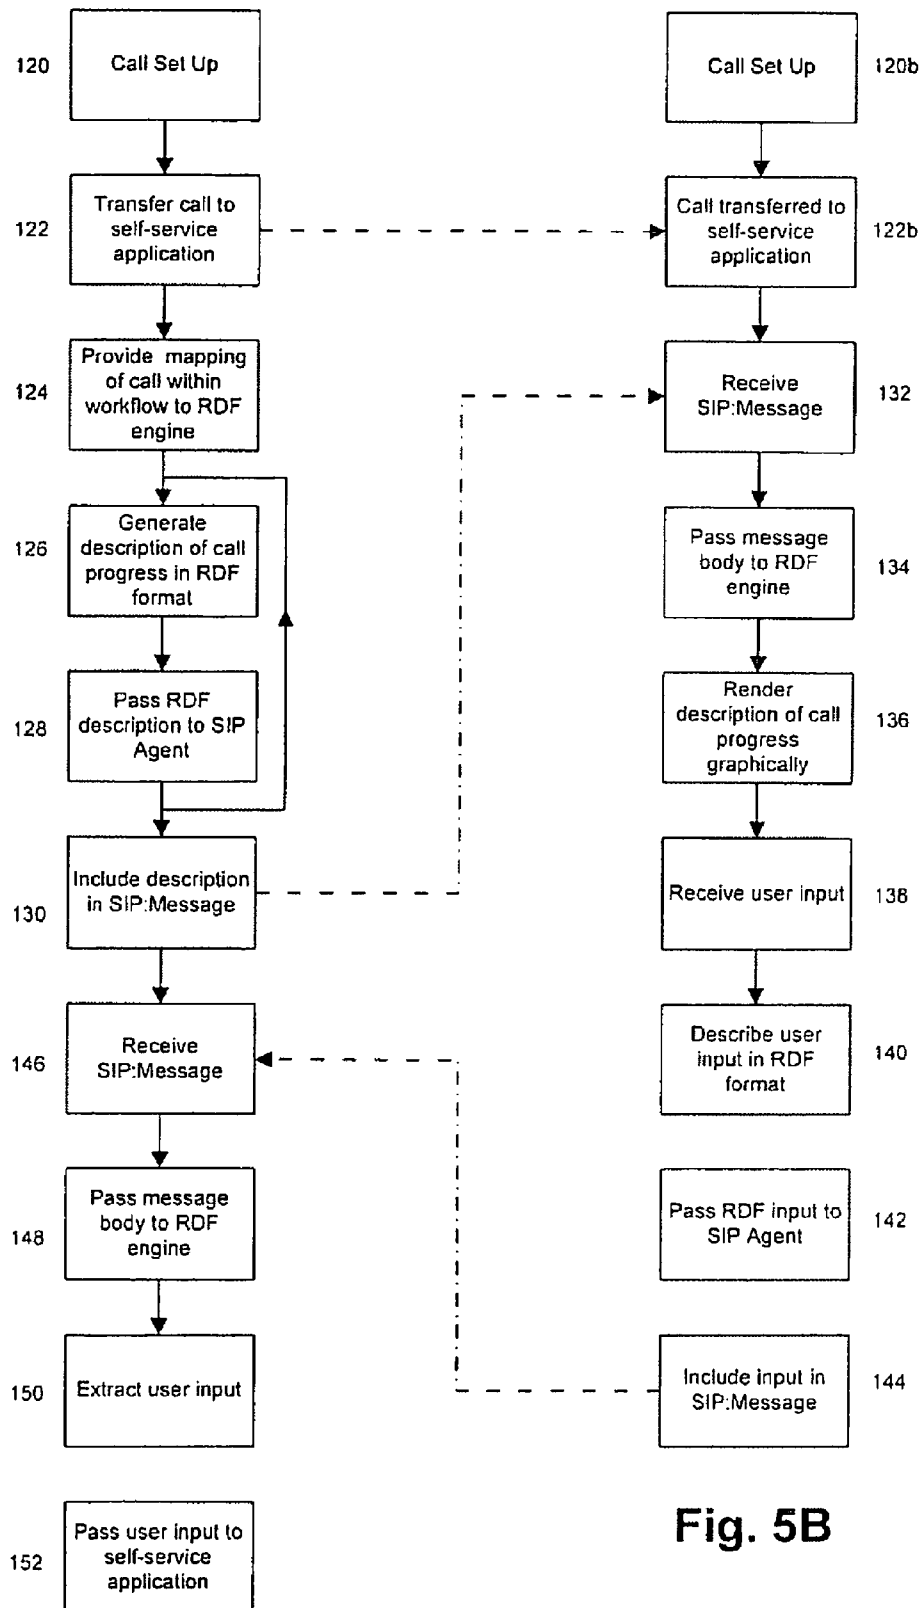 120
Call Set Up
122
Transfer call to
self-service
application
124
Provide mapping
of call within
workflow to RDF
engine
126
Generate
description of call
progress in RDF
format
128
Pass RDF
description to SIP
Agent
130
Include description
in SIP:Message
146
Receive
SIP:Message
148
Pass message
body to RDF
engine
150
Extract user input
152
Pass user input to
self-service
application
Call Set Up
120b
Call transferred to
self-service
application
122b
Receive
SIP:Message
132
Pass message
body to RDF
engine
134
Render
description of call
progress
graphically
136
Receive user input
138
Describe user
input in RDF
format
140
Pass RDF input to
SIP Agent
142
Include input in
SIP:Message
144
Fig. 5B